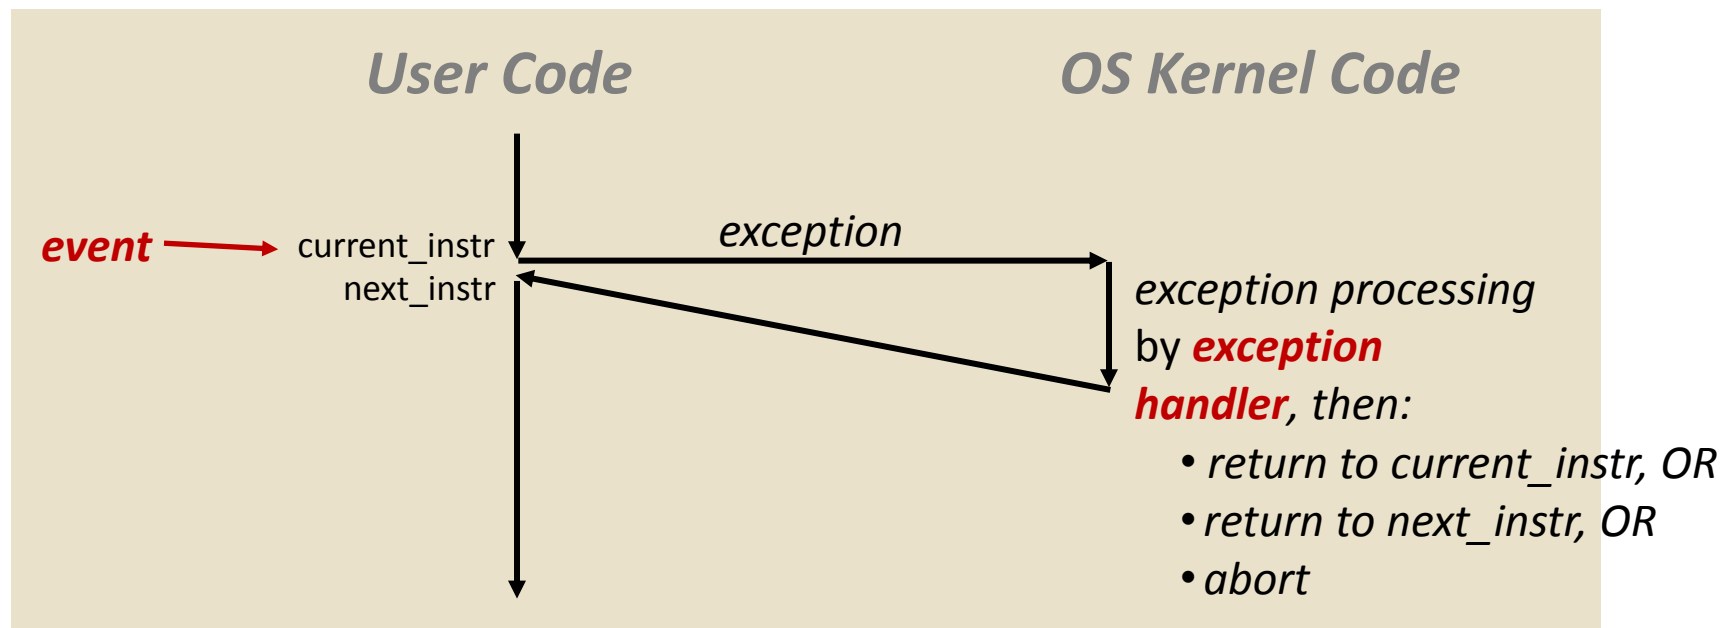 User Code
OS Kernel Code
event
current_instr
next_instr
exception
exception processing
by exception
handler, then:
• return to current_instr, OR
• return to next_instr, OR
• abort